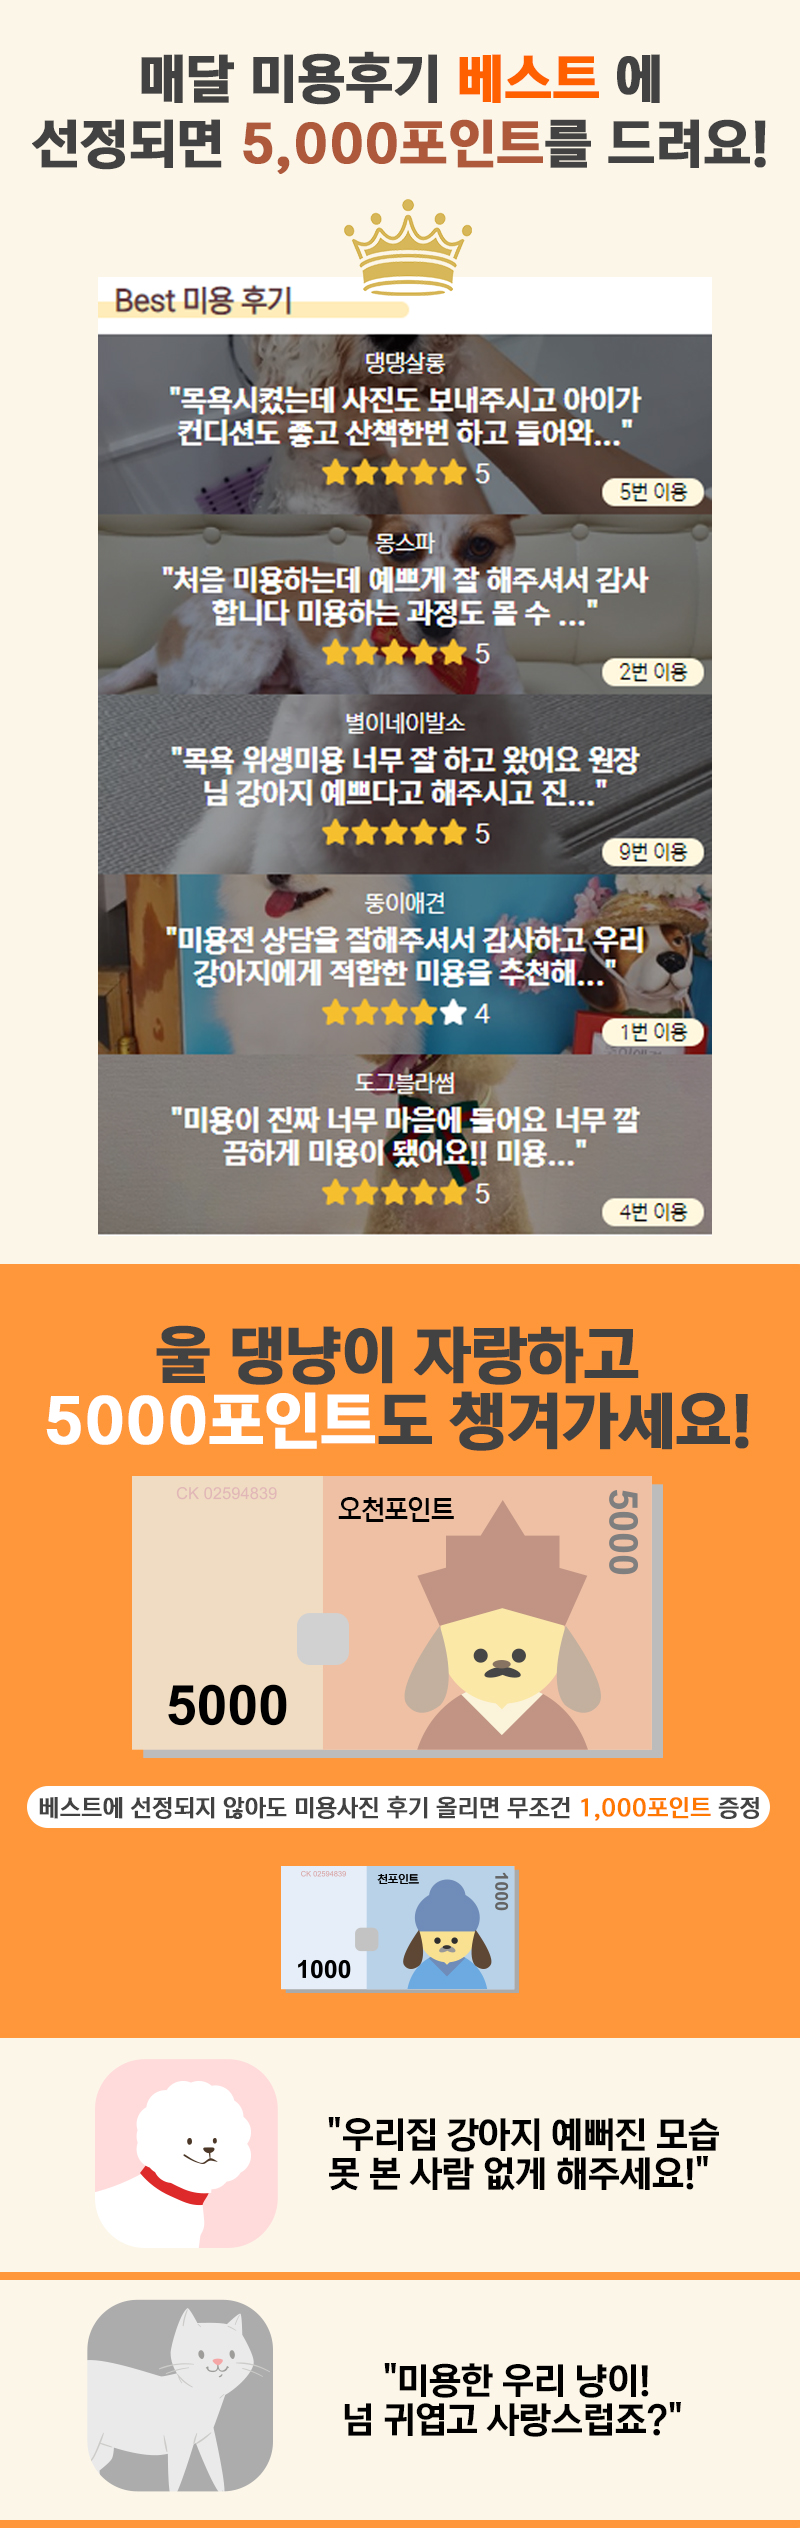 매달 미용후기 베스트 에
선정되면 5,000포인트를 드려요!
Best 미용 후기
댕댕살롱
"목욕시켰는데 사진도 보내주시고 아이가
컨디션도 좋고 산책한번 하고 들어와..."
5
5번 이용
몽스파
"처음 미용하는데 예쁘게 잘 해주셔서 감사
합니다 미용하는 과정도 볼 수 ..."
5
2번 이용
별이네이발소
"목욕 위생미용 너무 잘 하고 왔어요 원장
님 강아지 예쁘다고 해주시고 진..."
5
9번 이용
뚱이애견
"미용전 상담을 잘해주셔서 감사하고 우리
강아지에게 적합한 미용을 추천해..."
4
1번 이용
도그블라썸
"미용이 진짜 너무 마음에 들어요 너무 깔
끔하게 미용이 됐어요!! 미용..."
5
4번 이용
울 댕냥이 자랑하고
5000포인트도 챙겨가세요!
CK 02594839
오천포인트
5000
5000
베스트에 선정되지 않아도 미용사진 후기 올리면 무조건 1,000포인트 증정
CK 02594839
천포인트
1000
1000
"우리집 강아지 예뻐진 모습
못 본 사람 없게 해주세요!"
"미용한 우리 냥이!
넘 귀엽고 사랑스럽죠?"